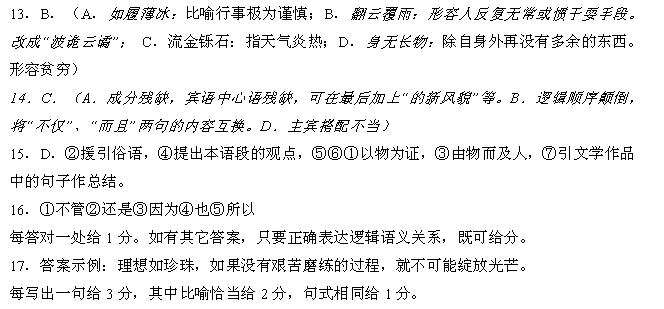 13．B．（A．如履薄冰：比喻行事极为谨慎；B．翻云覆雨：形容人反复无常或惯于耍手段。
改成“波诡云谲”； C．流金铄石：指天气炎热；D．身无长物：除自身外再没有多余的东西。
形容贫穷）
14．C．（A．成分残缺，宾语中心语残缺，可在最后加上“的新风貌”等。B．逻辑顺序颠倒，
将“不仅”、“而且”两句的内容互换。D．主宾搭配不当）
15．D．②援引俗语，④提出本语段的观点，⑤⑥①以物为证，③由物而及人，⑦引文学作品
中的句子作总结。
16．①不管②还是③因为④也⑤所以
每答对一处给 1 分。如有其它答案，只要正确表达逻辑语义关系，既可给分。
17．答案示例：理想如珍珠，如果没有艰苦磨练的过程，就不可能绽放光芒。
每写出一句给 3 分，其中比喻恰当给 2 分，句式相同给 1 分。